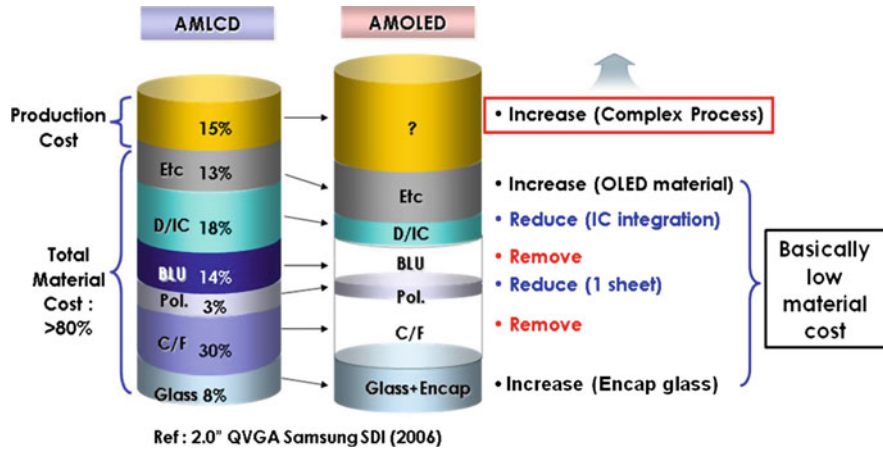 AMLCD
AMOLED
Production
Cost
15%
?
• Increase (Complex Process)
Etc 13%
Etc
• Increase (OLED material)
D/IC 18%
D/IC
• Reduce (IC integration)
BLU 14%
BLU
• Remove
Pol. 3%
Pol.
• Reduce (1 sheet)
C/F 30%
C/F
• Remove
Glass 8%
Glass+Encap
• Increase (Encap glass)
Total
Material
Cost :
>80%
Basically
low
material
cost
Ref : 2.0" QVGA Samsung SDI (2006)